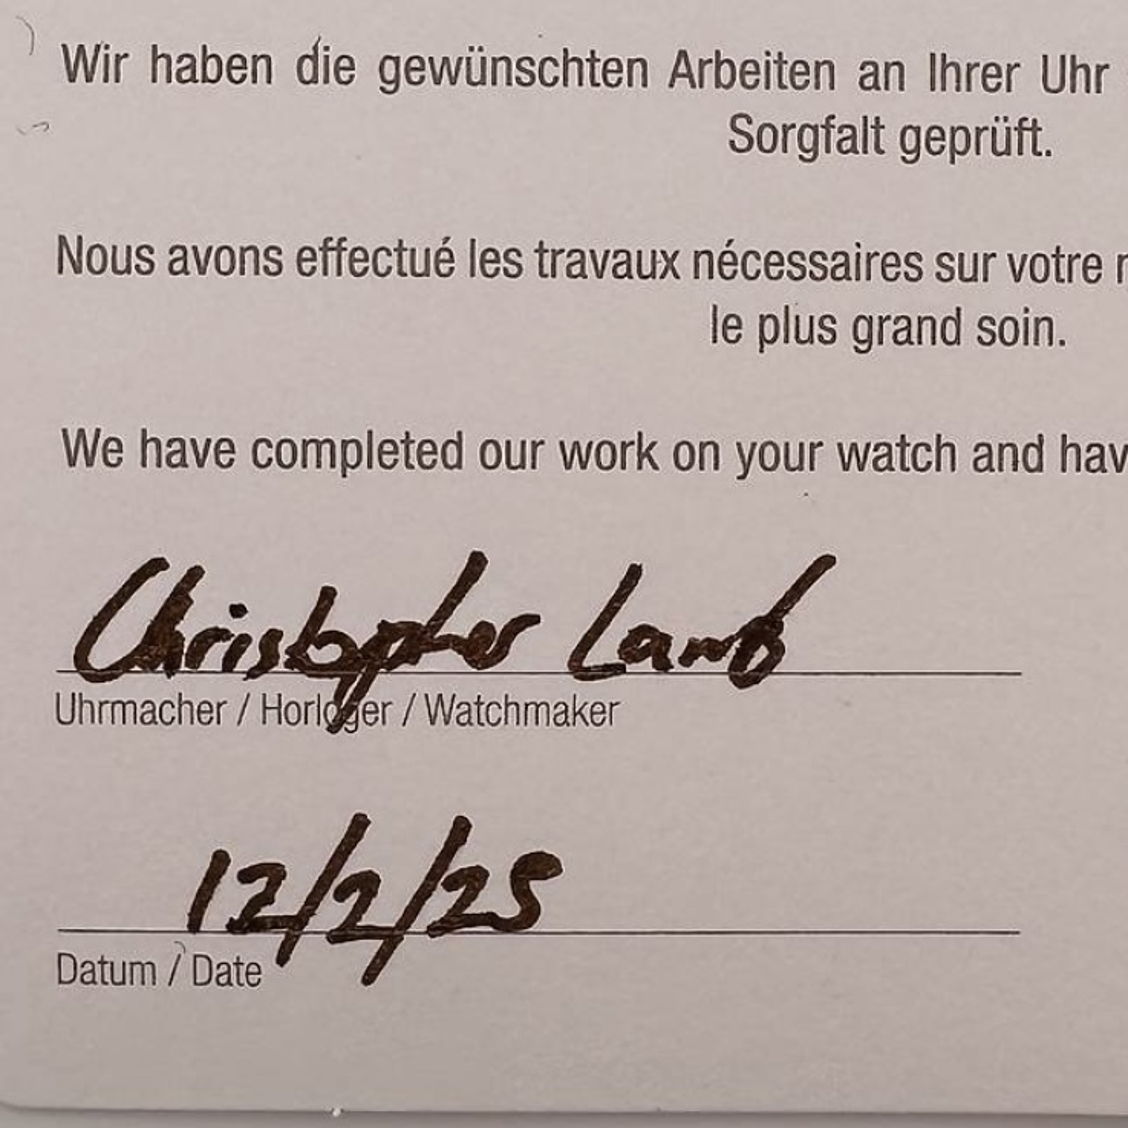 Wir haben die gewünschten Arbeiten an Ihrer Uhr
Sorgfalt geprüft.
Nous avons effectué les travaux nécessaires sur votre
le plus grand soin.
We have completed our work on your watch and hav
Christopher Lamb
Uhrmacher / Horloger / Watchmaker
12/2/25
Datum / Date